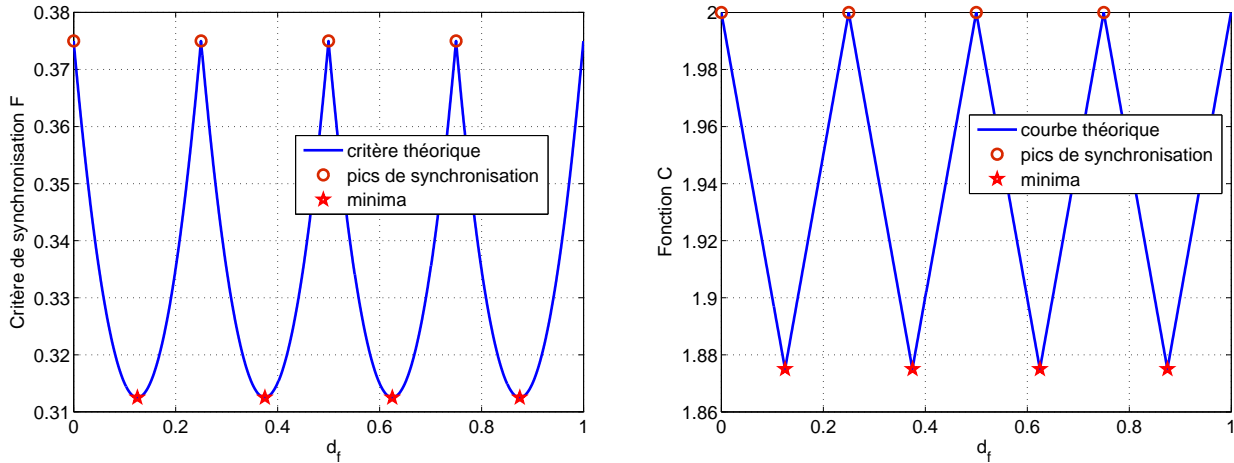 0.38
0.37
0.36
0.35
0.34
0.33
0.32
0.31
Critère de synchronisation F
critère théorique
pics de synchronisation
minima
0
0.2
0.4
0.6
0.8
1
d_f
2
1.98
1.96
1.94
1.92
1.9
1.88
1.86
Fonction C
courbe théorique
pics de synchronisation
minima
0
0.2
0.4
0.6
0.8
1
d_f